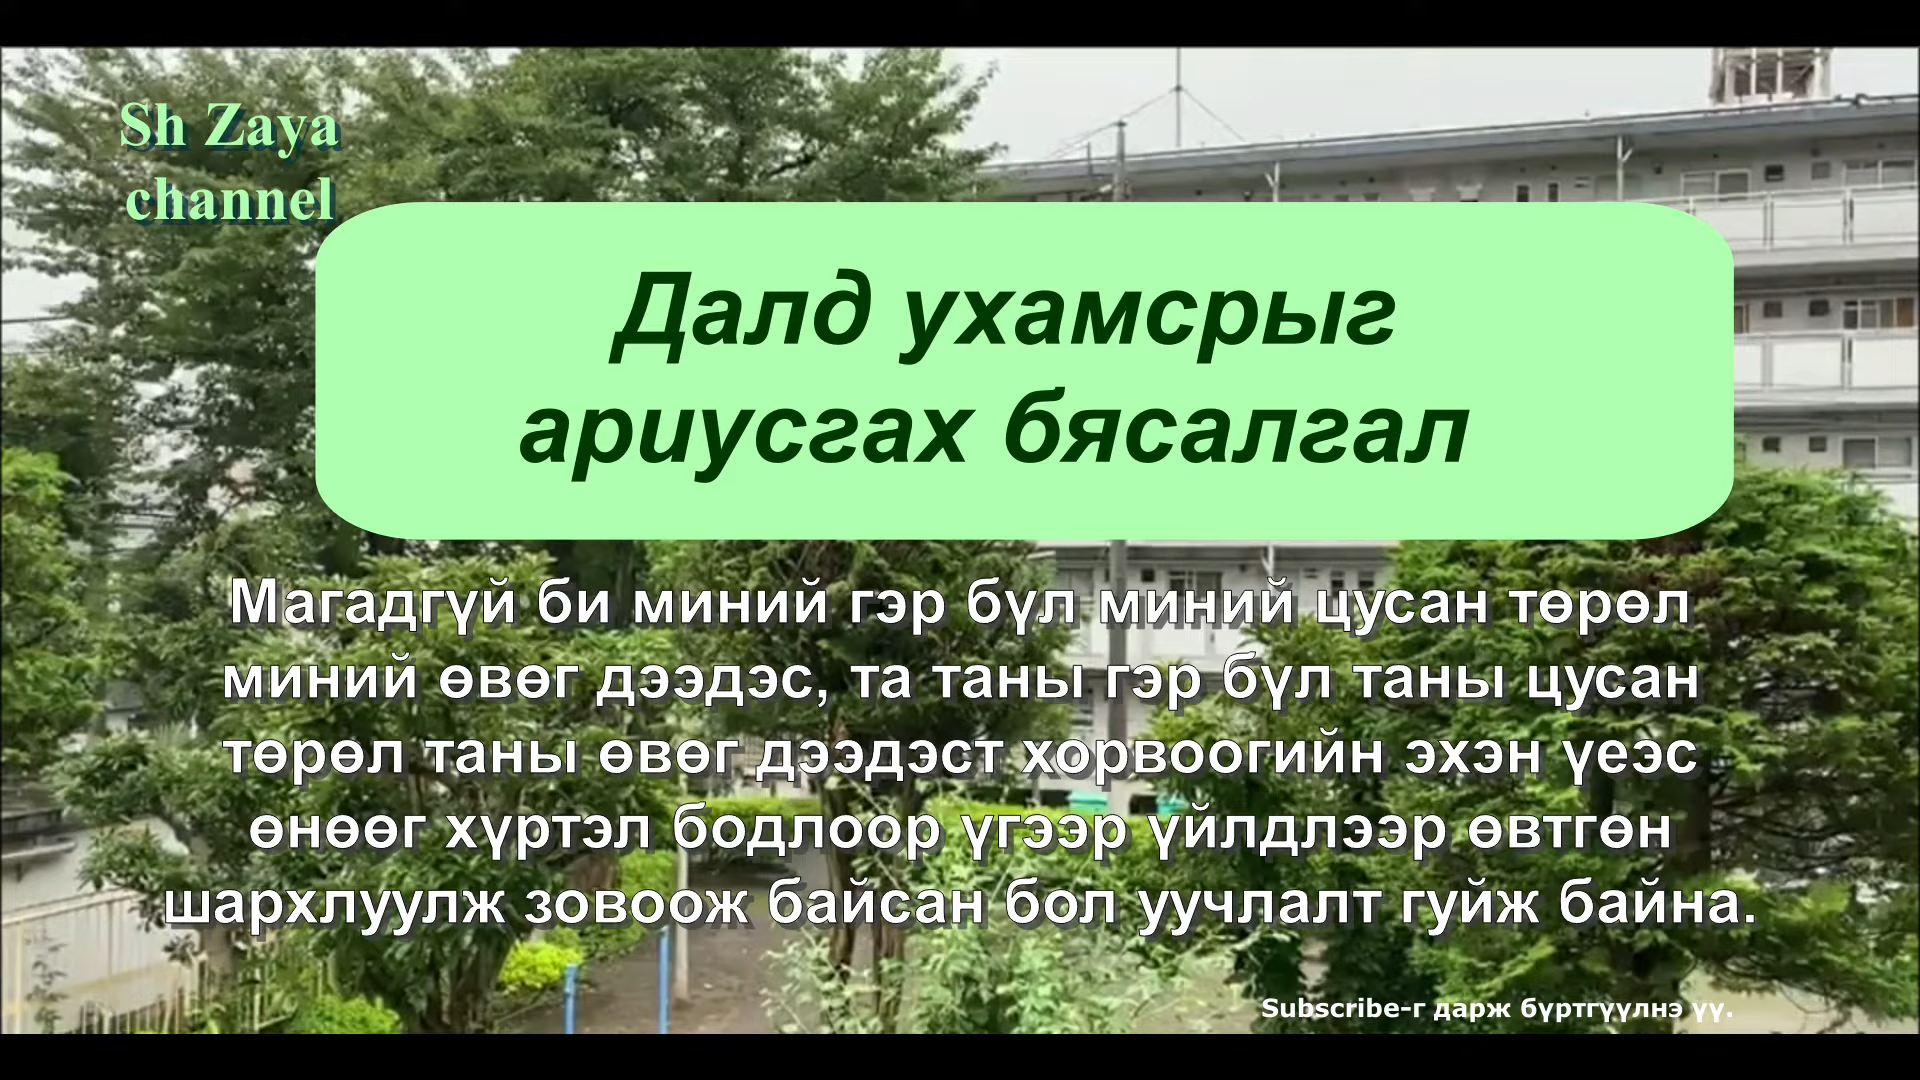 Sh Zaya
channel
Далд ухамсрыг
ариусгах бясалгал
Магадгүй би миний гэр бүл миний цусан төрөл
миний өвөг дээдэс, та таны гэр бүл таны цусан
төрөл таны өвөг дээдэст хорвоогийн эхэн үеэс
өнөөг хүртэл бодлоор үгээр үйлдлээр өвтгөн
шархлуулж зовоож байсан бол уучлалт гуйж байна.
Subscribe-г дарж бүртгүүлнэ үү.